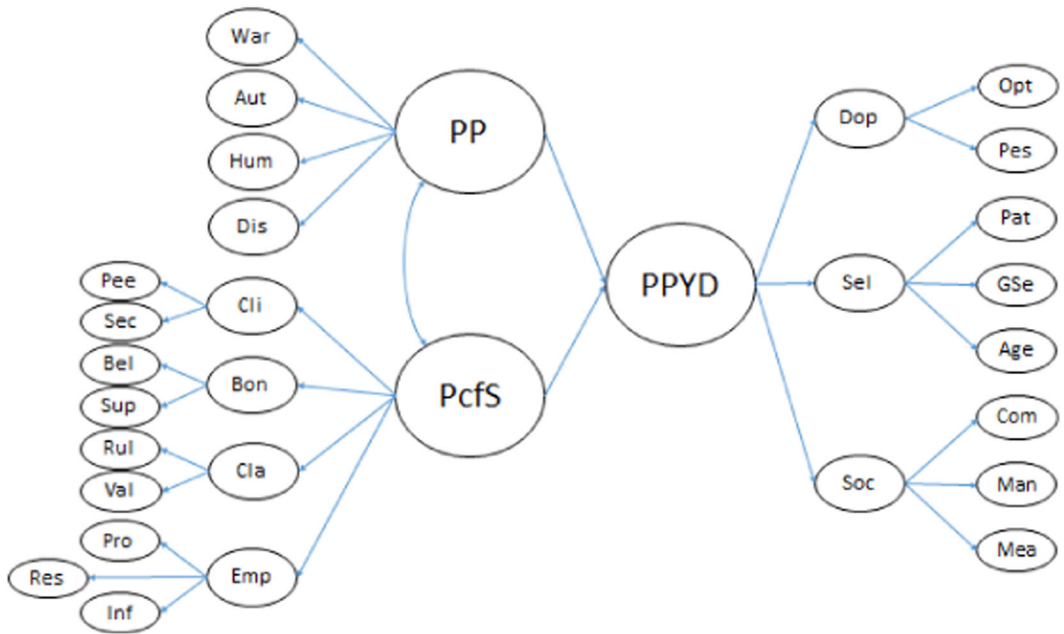 War
Aut
Hum
Dis
PP
Pee
Sec
Cli
Bel
Sup
Bon
Rul
Val
Cla
Pro
Res
Inf
Emp
PcfS
PPYD
Dop
Opt
Pes
Sel
Pat
GSe
Age
Soc
Com
Man
Mea